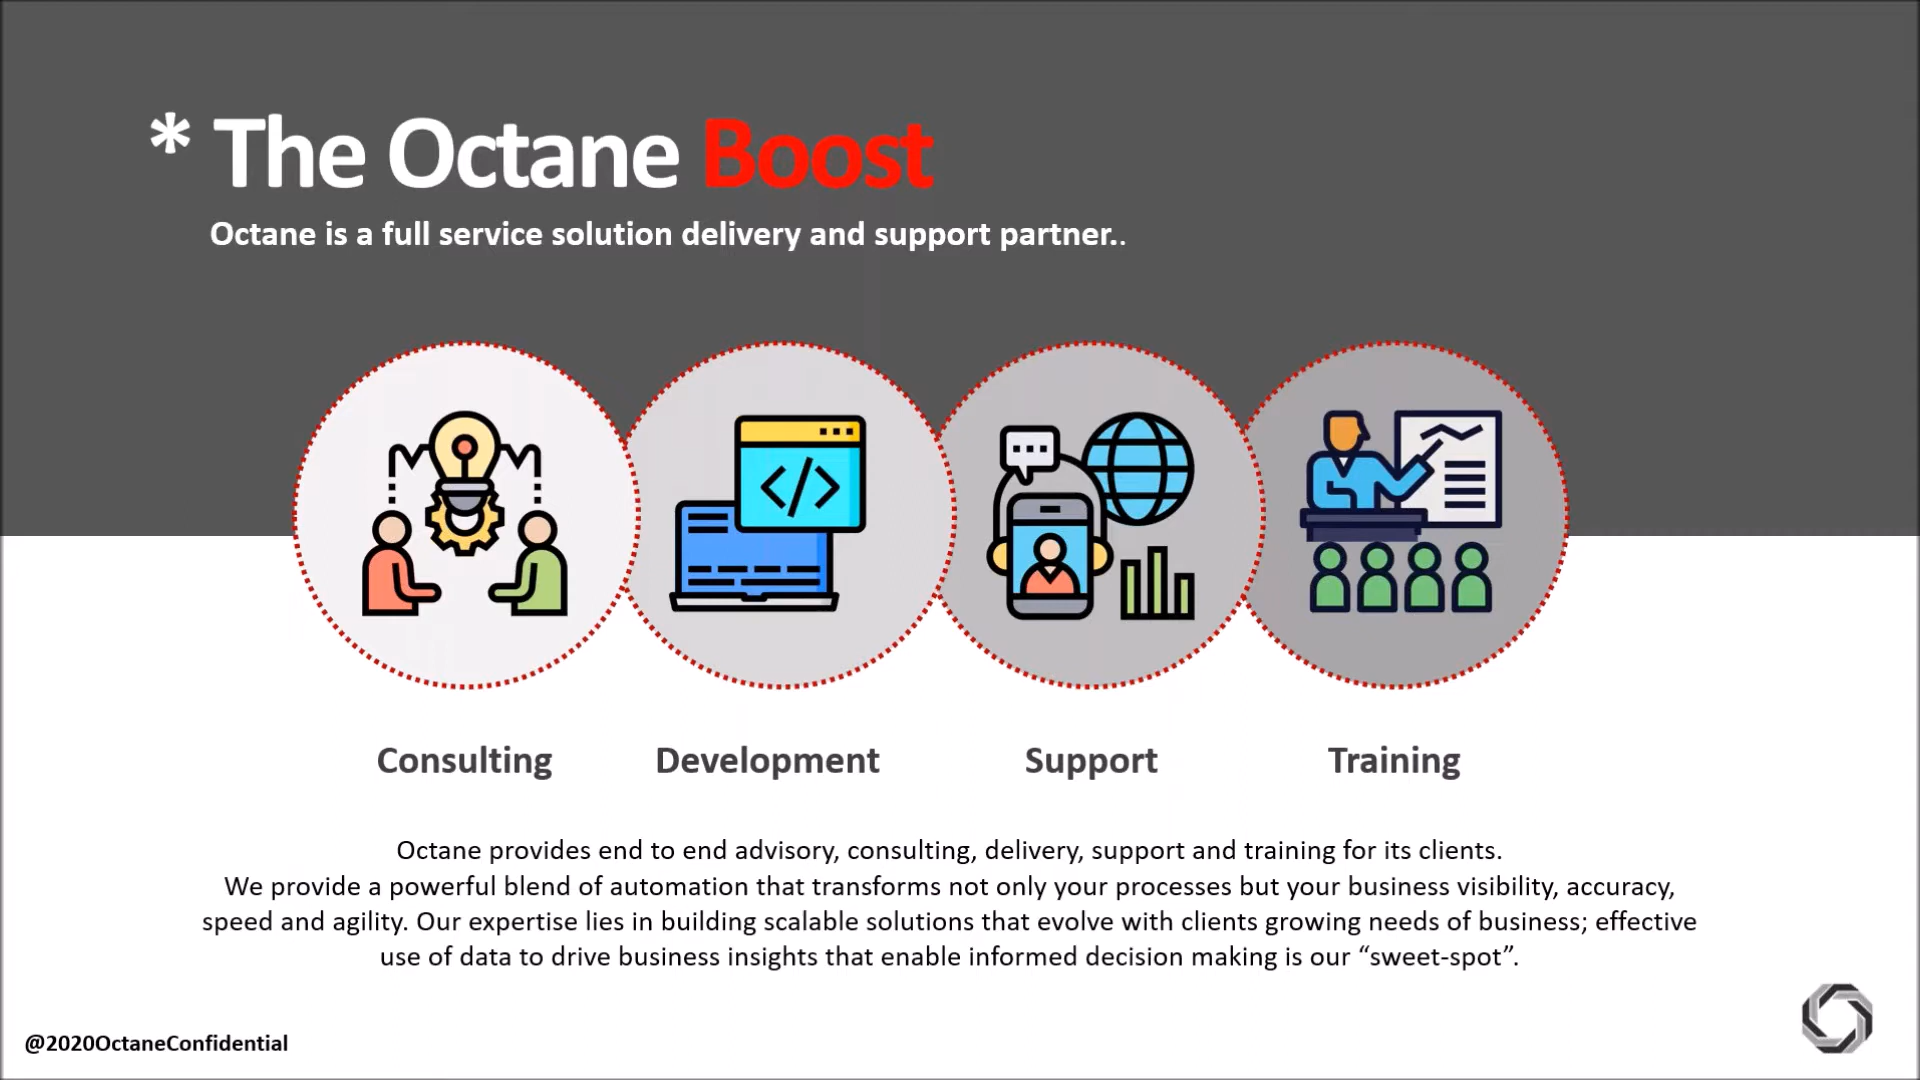 * The Octane Boost
Octane is a full service solution delivery and support partner..
Consulting
Development
Support
Training
Octane provides end to end advisory, consulting, delivery, support and training for its clients.
We provide a powerful blend of automation that transforms not only your processes but your business visibility, accuracy,
speed and agility. Our expertise lies in building scalable solutions that evolve with clients growing needs of business; effective
use of data to drive business insights that enable informed decision making is our “sweet-spot”.
@2020OctaneConfidential